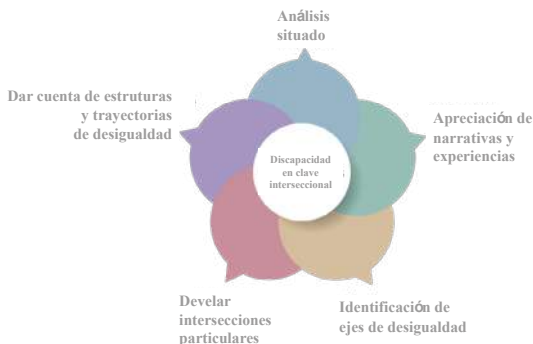 Análisis
situado
Dar cuenta de estruturas
y trayectorias
de desigualdad
Apreciación de
narrativas y
experiencias
Discapacidad
en clave
interseccional
Develar
intersecciones
particulares
Identificación de
ejes de desigualdad